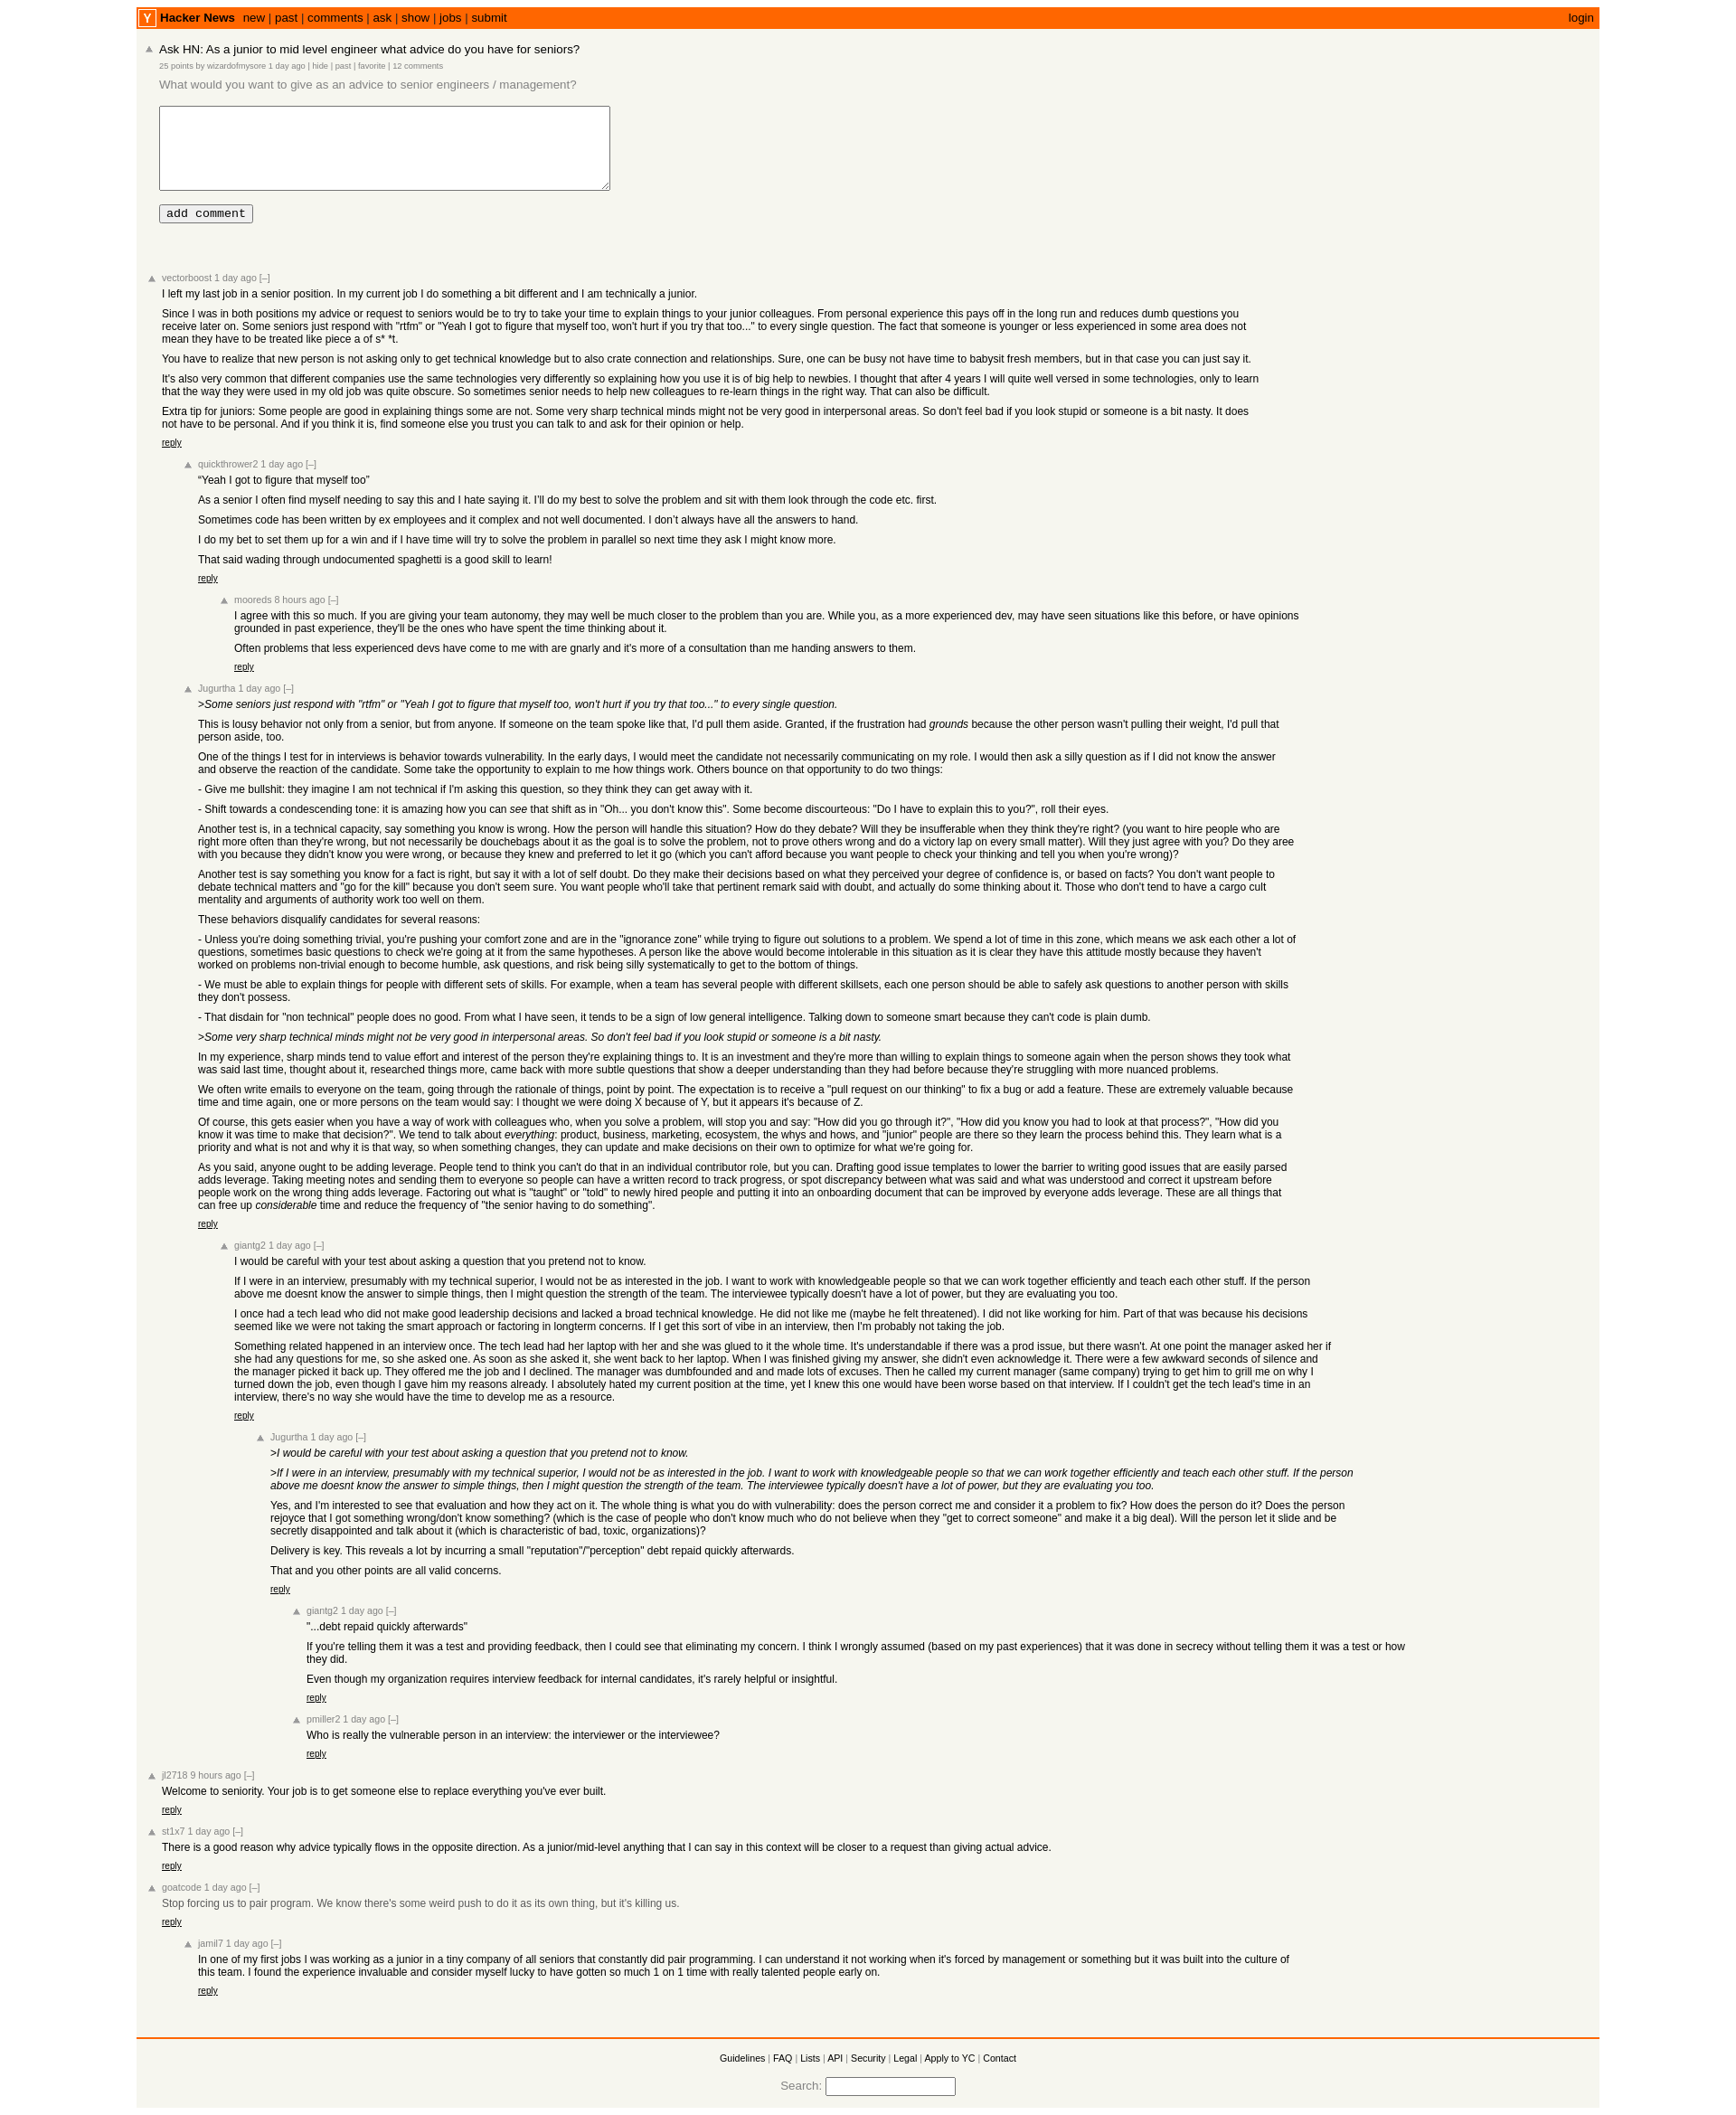 Y Hacker News new | past | comments | ask | show | jobs | submit login
Ask HN: As a junior to mid level engineer what advice do you have for seniors?
25 points by wizardofmysore 1 day ago | hide | past | favorite | 12 comments
What would you want to give as an advice to senior engineers / management?
add comment
vectorboost 1 day ago [–]
I left my last job in a senior position. In my current job I do something a bit different and I am technically a junior.
Since I was in both positions my advice or request to seniors would be to try to take your time to explain things to your junior colleagues. From personal experience this pays off in the long run and reduces dumb questions you
receive later on. Some seniors just respond with "rtfm" or "Yeah I got to figure that myself too, won't hurt if you try that too..." to every single question. The fact that someone is younger or less experienced in some area does not
mean they have to be treated like piece a of s* *t.
You have to realize that new person is not asking only to get technical knowledge but to also crate connection and relationships. Sure, one can be busy not have time to babysit fresh members, but in that case you can just say it.
It's also very common that different companies use the same technologies very differently so explaining how you use it is of big help to newbies. I thought that after 4 years I will quite well versed in some technologies, only to learn
that the way they were used in my old job was quite obscure. So sometimes senior needs to help new colleagues to re-learn things in the right way. That can also be difficult.
Extra tip for juniors: Some people are good in explaining things some are not. Some very sharp technical minds might not be very good in interpersonal areas. So don't feel bad if you look stupid or someone is a bit nasty. It does
not have to be personal. And if you think it is, find someone else you trust you can talk to and ask for their opinion or help.
reply
quickthrower2 1 day ago [–]
“Yeah I got to figure that myself too”
As a senior I often find myself needing to say this and I hate saying it. I’ll do my best to solve the problem and sit with them look through the code etc. first.
Sometimes code has been written by ex employees and it complex and not well documented. I don’t always have all the answers to hand.
I do my bet to set them up for a win and if I have time will try to solve the problem in parallel so next time they ask I might know more.
That said wading through undocumented spaghetti is a good skill to learn!
reply
mooreds 8 hours ago [–]
I agree with this so much. If you are giving your team autonomy, they may well be much closer to the problem than you are. While you, as a more experienced dev, may have seen situations like this before, or have opinions
grounded in past experience, they'll be the ones who have spent the time thinking about it.
Often problems that less experienced devs have come to me with are gnarly and it's more of a consultation than me handing answers to them.
reply
Jugurtha 1 day ago [–]
>Some seniors just respond with "rtfm" or "Yeah I got to figure that myself too, won't hurt if you try that too..." to every single question.
This is lousy behavior not only from a senior, but from anyone. If someone on the team spoke like that, I'd pull them aside. Granted, if the frustration had grounds because the other person wasn't pulling their weight, I'd pull that
person aside, too.
One of the things I test for in interviews is behavior towards vulnerability. In the early days, I would meet the candidate not necessarily communicating on my role. I would then ask a silly question as if I did not know the answer
and observe the reaction of the candidate. Some take the opportunity to explain to me how things work. Others bounce on that opportunity to do two things:
- Give me bullshit: they imagine I am not technical if I'm asking this question, so they think they can get away with it.
- Shift towards a condescending tone: it is amazing how you can see that shift as in "Oh... you don't know this". Some become discourteous: "Do I have to explain this to you?", roll their eyes.
Another test is, in a technical capacity, say something you know is wrong. How the person will handle this situation? How do they debate? Will they be insufferable when they think they're right? (you want to hire people who are
right more often than they're wrong, but not necessarily be douchebags about it as the goal is to solve the problem, not to prove others wrong and do a victory lap on every small matter). Will they just agree with you? Do they aree
with you because they didn't know you were wrong, or because they knew and preferred to let it go (which you can't afford because you want people to check your thinking and tell you when you're wrong)?
Another test is say something you know for a fact is right, but say it with a lot of self doubt. Do they make their decisions based on what they perceived your degree of confidence is, or based on facts? You don't want people to
debate technical matters and "go for the kill" because you don't seem sure. You want people who'll take that pertinent remark said with doubt, and actually do some thinking about it. Those who don't tend to have a cargo cult
mentality and arguments of authority work too well on them.
These behaviors disqualify candidates for several reasons:
- Unless you're doing something trivial, you're pushing your comfort zone and are in the "ignorance zone" while trying to figure out solutions to a problem. We spend a lot of time in this zone, which means we ask each other a lot of
questions, sometimes basic questions to check we're going at it from the same hypotheses. A person like the above would become intolerable in this situation as it is clear they have this attitude mostly because they haven't
worked on problems non-trivial enough to become humble, ask questions, and risk being silly systematically to get to the bottom of things.
- We must be able to explain things for people with different sets of skills. For example, when a team has several people with different skillsets, each one person should be able to safely ask questions to another person with skills
they don't possess.
- That disdain for "non technical" people does no good. From what I have seen, it tends to be a sign of low general intelligence. Talking down to someone smart because they can't code is plain dumb.
>Some very sharp technical minds might not be very good in interpersonal areas. So don't feel bad if you look stupid or someone is a bit nasty.
In my experience, sharp minds tend to value effort and interest of the person they're explaining things to. It is an investment and they're more than willing to explain things to someone again when the person shows they took what
was said last time, thought about it, researched things more, came back with more subtle questions that show a deeper understanding than they had before because they're struggling with more nuanced problems.
We often write emails to everyone on the team, going through the rationale of things, point by point. The expectation is to receive a "pull request on our thinking" to fix a bug or add a feature. These are extremely valuable because
time and time again, one or more persons on the team would say: I thought we were doing X because of Y, but it appears it's because of Z.
Of course, this gets easier when you have a way of work with colleagues who, when you solve a problem, will stop you and say: "How did you go through it?", "How did you know you had to look at that process?", "How did you
know it was time to make that decision?". We tend to talk about everything: product, business, marketing, ecosystem, the whys and hows, and "junior" people are there so they learn the process behind this. They learn what is a
priority and what is not and why it is that way, so when something changes, they can update and make decisions on their own to optimize for what we're going for.
As you said, anyone ought to be adding leverage. People tend to think you can't do that in an individual contributor role, but you can. Drafting good issue templates to lower the barrier to writing good issues that are easily parsed
adds leverage. Taking meeting notes and sending them to everyone so people can have a written record to track progress, or spot discrepancy between what was said and what was understood and correct it upstream before
people work on the wrong thing adds leverage. Factoring out what is "taught" or "told" to newly hired people and putting it into an onboarding document that can be improved by everyone adds leverage. These are all things that
can free up considerable time and reduce the frequency of "the senior having to do something".
reply
giantg2 1 day ago [–]
I would be careful with your test about asking a question that you pretend not to know.
If I were in an interview, presumably with my technical superior, I would not be as interested in the job. I want to work with knowledgeable people so that we can work together efficiently and teach each other stuff. If the person
above me doesnt know the answer to simple things, then I might question the strength of the team. The interviewee typically doesn't have a lot of power, but they are evaluating you too.
I once had a tech lead who did not make good leadership decisions and lacked a broad technical knowledge. He did not like me (maybe he felt threatened). I did not like working for him. Part of that was because his decisions
seemed like we were not taking the smart approach or factoring in longterm concerns. If I get this sort of vibe in an interview, then I'm probably not taking the job.
Something related happened in an interview once. The tech lead had her laptop with her and she was glued to it the whole time. It's understandable if there was a prod issue, but there wasn't. At one point the manager asked her if
she had any questions for me, so she asked one. As soon as she asked it, she went back to her laptop. When I was finished giving my answer, she didn't even acknowledge it. There were a few awkward seconds of silence and
the manager picked it back up. They offered me the job and I declined. The manager was dumbfounded and and made lots of excuses. Then he called my current manager (same company) trying to get him to grill me on why I
turned down the job, even though I gave him my reasons already. I absolutely hated my current position at the time, yet I knew this one would have been worse based on that interview. If I couldn't get the tech lead's time in an
interview, there's no way she would have the time to develop me as a resource.
reply
Jugurtha 1 day ago [–]
>I would be careful with your test about asking a question that you pretend not to know.
>If I were in an interview, presumably with my technical superior, I would not be as interested in the job. I want to work with knowledgeable people so that we can work together efficiently and teach each other stuff. If the person
above me doesnt know the answer to simple things, then I might question the strength of the team. The interviewee typically doesn't have a lot of power, but they are evaluating you too.
Yes, and I'm interested to see that evaluation and how they act on it. The whole thing is what you do with vulnerability: does the person correct me and consider it a problem to fix? How does the person do it? Does the person
rejoyce that I got something wrong/don't know something? (which is the case of people who don't know much who do not believe when they "get to correct someone" and make it a big deal). Will the person let it slide and be
secretly disappointed and talk about it (which is characteristic of bad, toxic, organizations)?
Delivery is key. This reveals a lot by incurring a small "reputation"/"perception" debt repaid quickly afterwards.
That and you other points are all valid concerns.
reply
giantg2 1 day ago [–]
"...debt repaid quickly afterwards"
If you're telling them it was a test and providing feedback, then I could see that eliminating my concern. I think I wrongly assumed (based on my past experiences) that it was done in secrecy without telling them it was a test or how
they did.
Even though my organization requires interview feedback for internal candidates, it's rarely helpful or insightful.
reply
pmiller2 1 day ago [–]
Who is really the vulnerable person in an interview: the interviewer or the interviewee?
reply
jl2718 9 hours ago [–]
Welcome to seniority. Your job is to get someone else to replace everything you've ever built.
reply
st1x7 1 day ago [–]
There is a good reason why advice typically flows in the opposite direction. As a junior/mid-level anything that I can say in this context will be closer to a request than giving actual advice.
reply
goatcode 1 day ago [–]
Stop forcing us to pair program. We know there's some weird push to do it as its own thing, but it's killing us.
reply
jamil7 1 day ago [–]
In one of my first jobs I was working as a junior in a tiny company of all seniors that constantly did pair programming. I can understand it not working when it's forced by management or something but it was built into the culture of
this team. I found the experience invaluable and consider myself lucky to have gotten so much 1 on 1 time with really talented people early on.
reply
Guidelines | FAQ | Lists | API | Security | Legal | Apply to YC | Contact
Search: